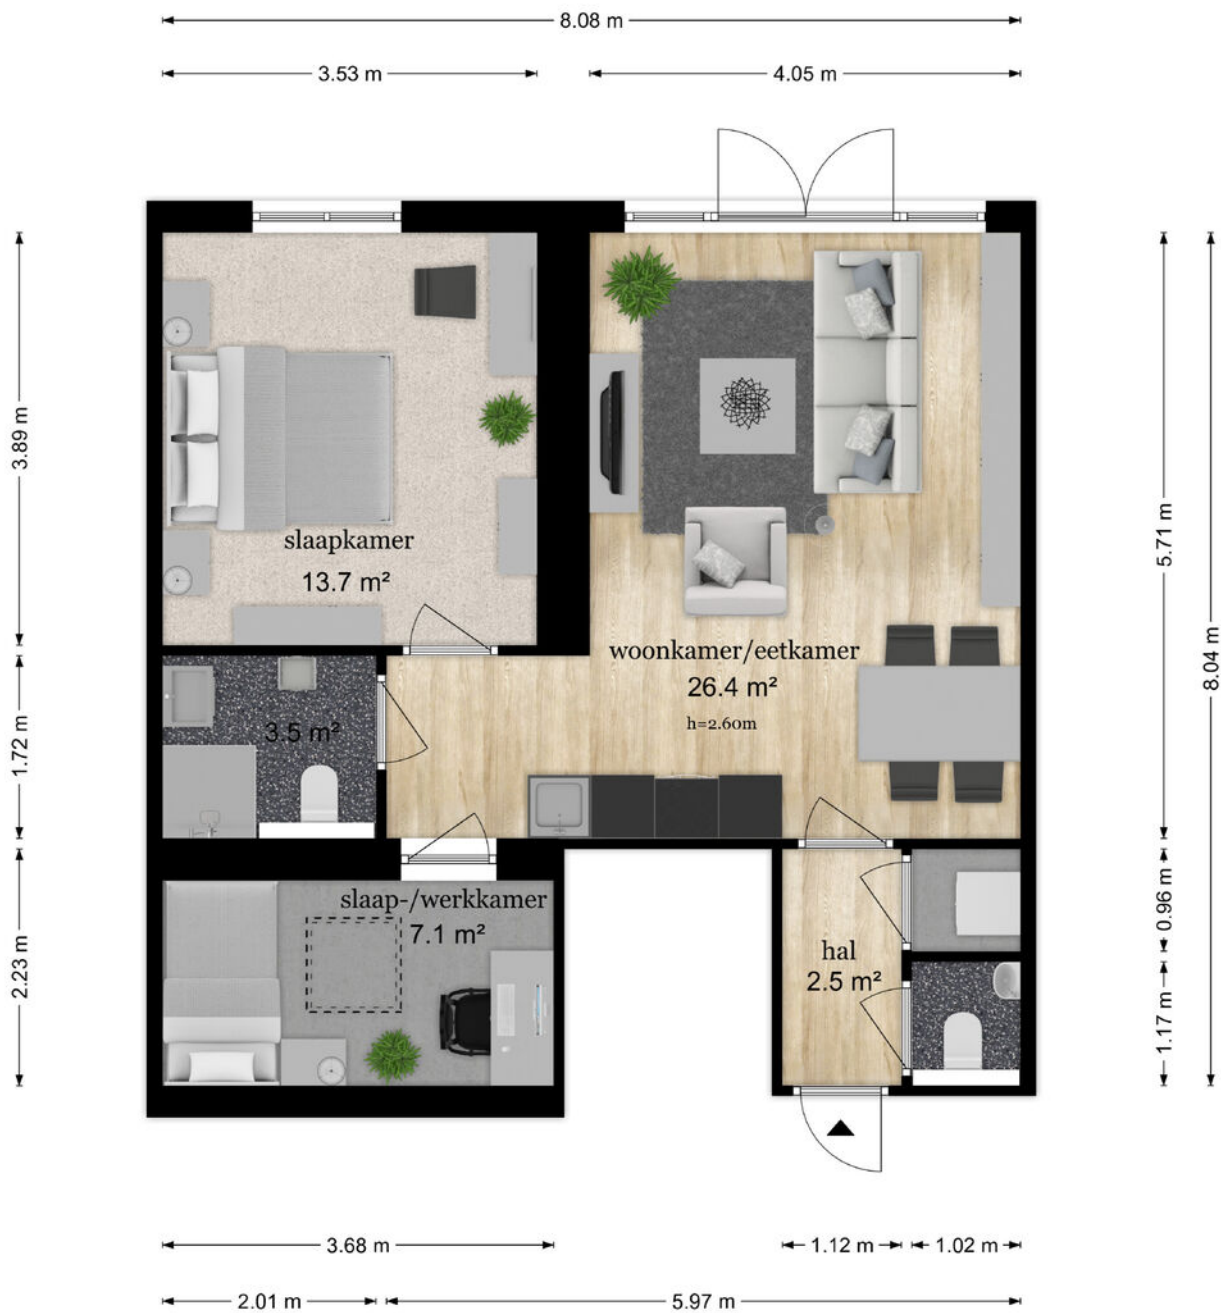 8.08 m
3.53 m
4.05 m
3.89 m
5.71 m
slaapkamer
13.7 m²
woonkamer/eetkamer
26.4 m²
h=2.60m
8.04 m
1.72 m
3.5 m²
slaap-/werkkamer
7.1 m²
2.23 m
hal
2.5 m²
0.96 m
1.17 m
3.68 m
1.12 m
1.02 m
2.01 m
5.97 m